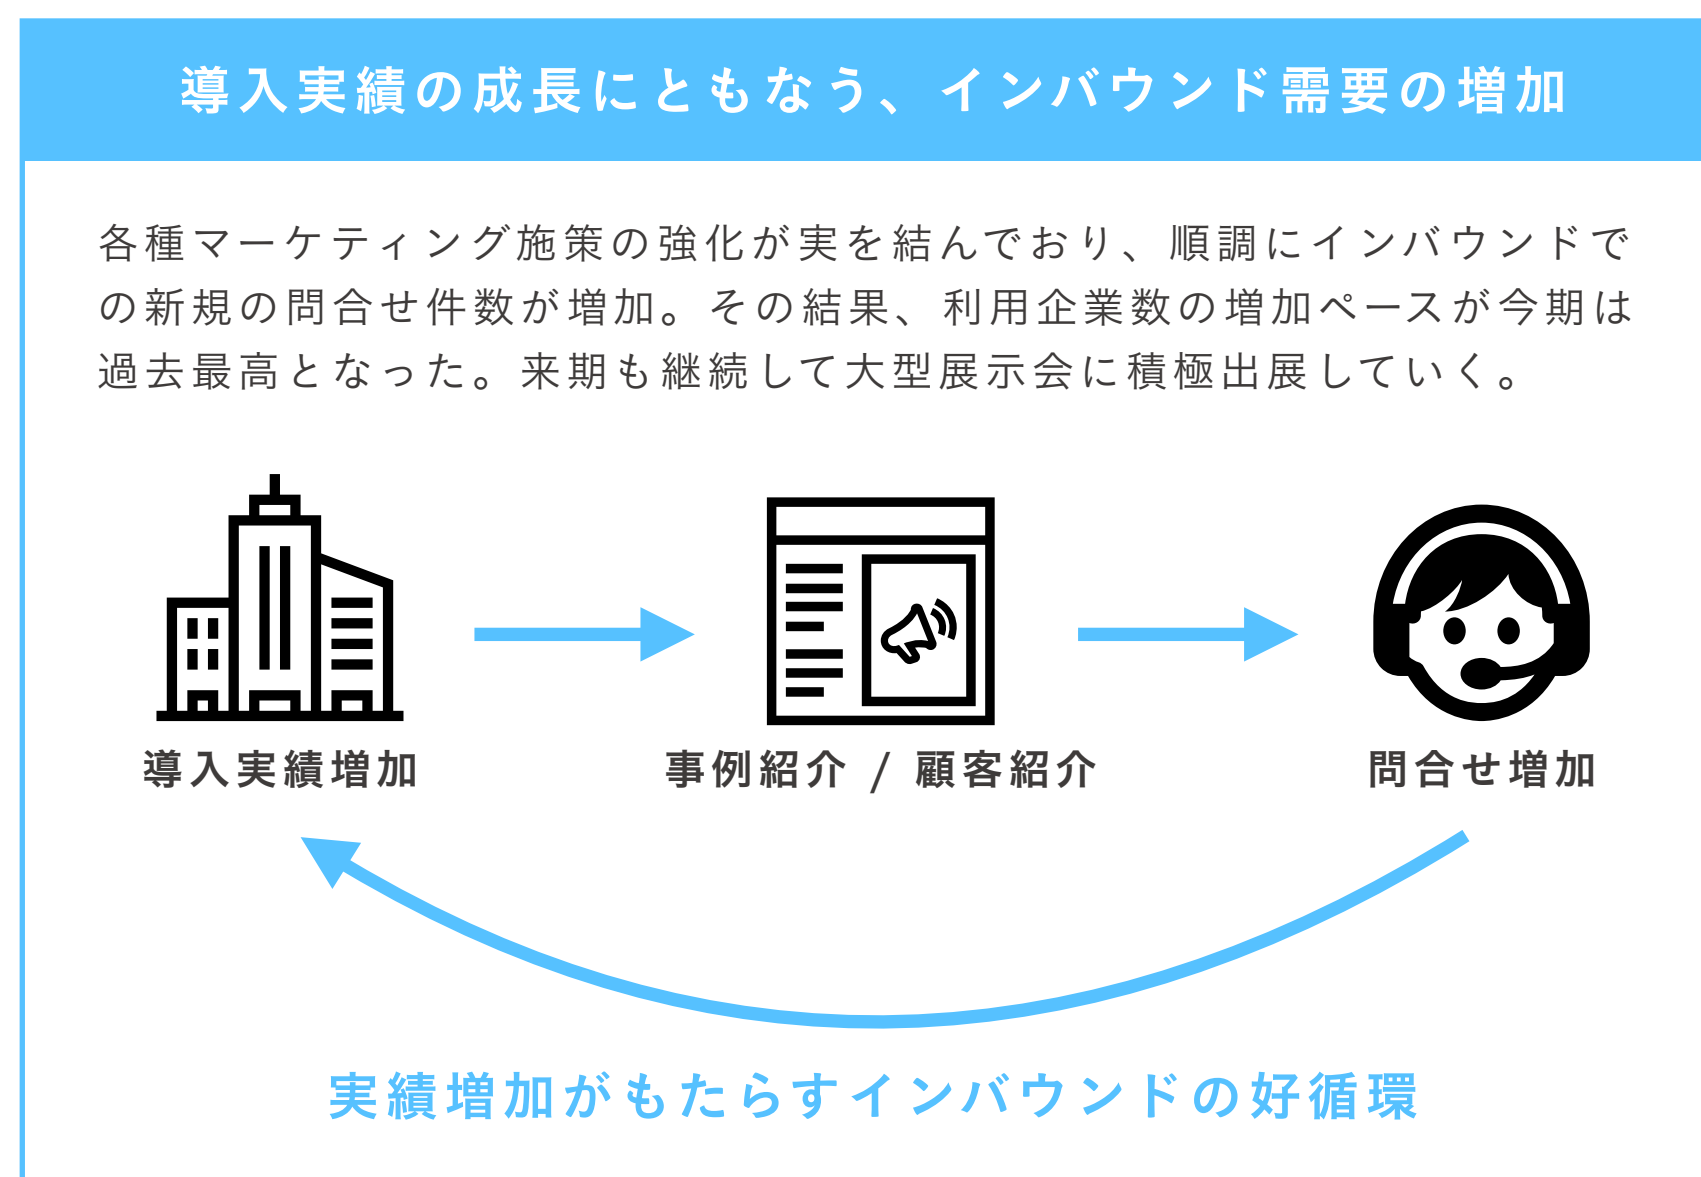 導入実績の成長にともなう、インバウンド需要の増加
各種マーケティング施策の強化が実を結んでおり、順調にインバウンドで
の新規の問合せ件数が増加。その結果、利用企業数の増加ペースが今期は
過去最高となった。来期も継続して大型展示会に積極出展していく。
導入実績増加
事例紹介 / 顧客紹介
問合せ増加
実績増加がもたらすインバウンドの好循環